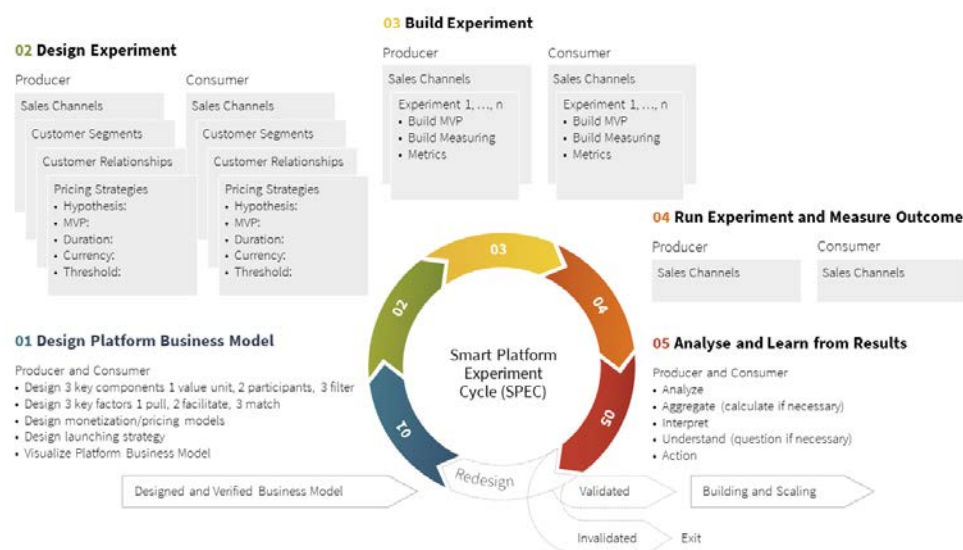 03 Build Experiment
Producer
Consumer
Sales Channels
Experiment 1, ..., n
• Build MVP
• Build Measuring
• Metrics
Sales Channels
Experiment 1, ..., n
• Build MVP
• Build Measuring
• Metrics
02 Design Experiment
Producer
Consumer
Sales Channels
Customer Segments
Customer Relationships
Pricing Strategies
• Hypothesis:
• MVP:
• Duration:
• Currency:
• Threshold:
Sales Channels
Customer Segments
Customer Relationships
Pricing Strategies
• Hypothesis:
• MVP:
• Duration:
• Currency:
• Threshold:
04 Run Experiment and Measure Outcome
Producer
Consumer
Sales Channels
Sales Channels
01 Design Platform Business Model
Producer and Consumer
• Design 3 key components 1 value unit, 2 participants, 3 filter
• Design 3 key factors 1 pull, 2 facilitate, 3 match
• Design monetization/pricing models
• Design launching strategy
• Visualize Platform Business Model
03
02
04
01
05
Smart Platform
Experiment
Cycle (SPEC)
Redesign
05 Analyse and Learn from Results
Producer and Consumer
• Analyze
• Aggregate (calculate if necessary)
• Interpret
• Understand (question if necessary)
• Action
Designed and Verified Business Model
Validated
Building and Scaling
Invalidated
Exit